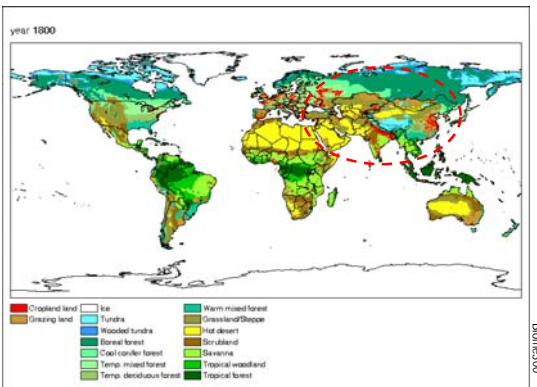 year 1800
Cropland land
Grazing land
Ice
Tundra
Wooded tundra
Boreal forest
Cool conifer forest
Temp. mixed forest
Temp. deciduous forest
Warm mixed forest
Grassland/Steppe
Hot desert
Scrubland
Savanna
Tropical woodland
Tropical forest